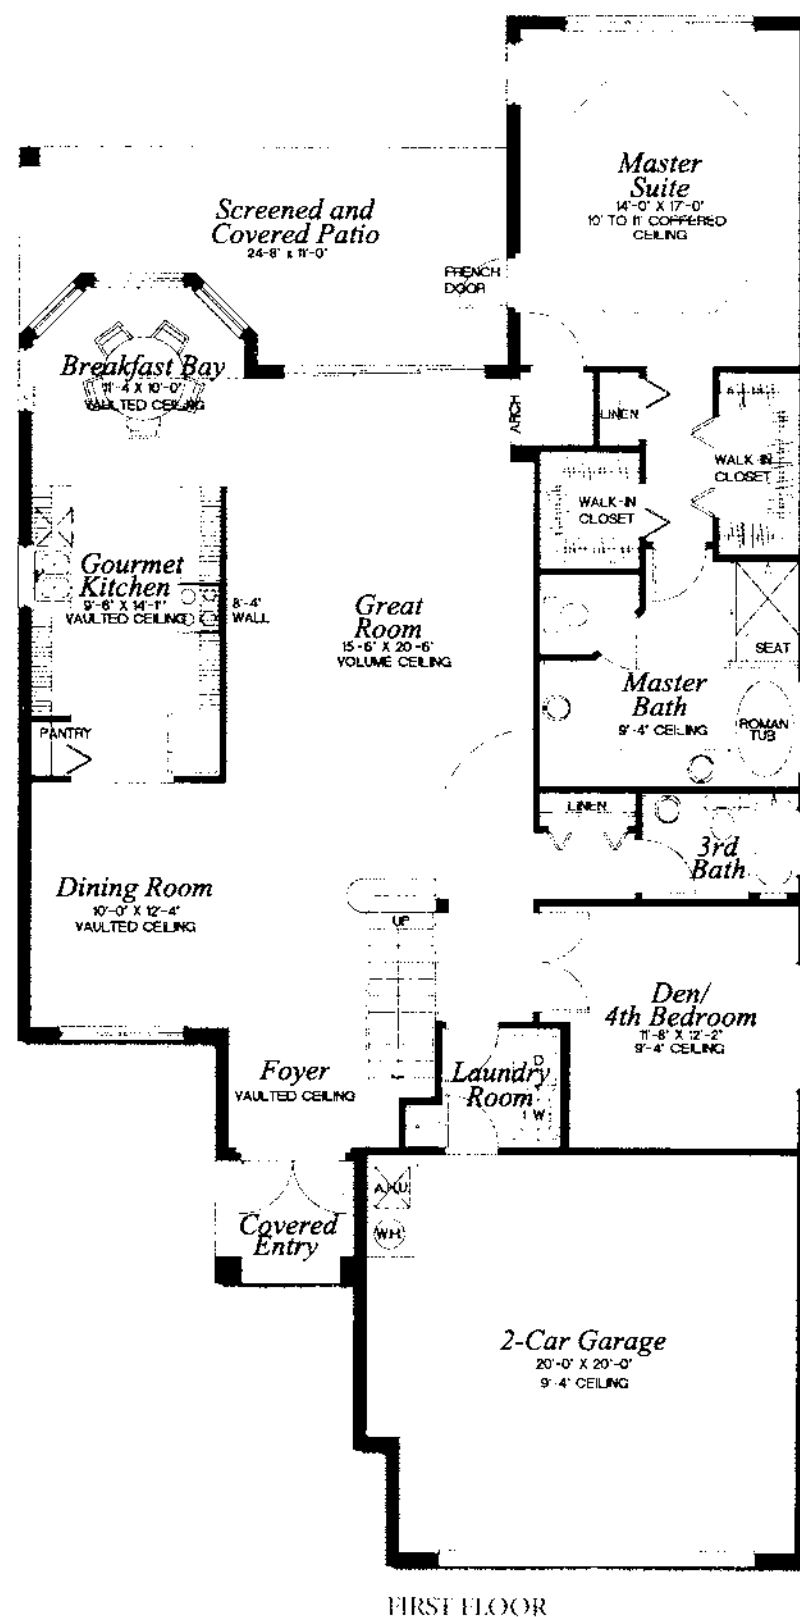 Master
Suite
14'-0" X 17'-0"
10' TO 11' COFFERED
CEILING
Screened and
Covered Patio
24-8' x 11'-0"
FRENCH
DOOR
Breakfast Bay
11'-4 X 10'-0"
VAULTED CEILING
ARCH
LINEN
WALK-IN
CLOSET
WALK-IN
CLOSET
Gourmet
Kitchen
9'-6" X 14'-1"
VAULTED CEILING
8'-4"
WALL
Great
Room
15'-6" X 20'-6"
VOLUME CEILING
SEAT
Master
Bath
9'-4" CEILING
ROMAN
TUB
PANTRY
LINEN
3rd
Bath
Dining Room
10'-0" X 12'-4"
VAULTED CEILING
UP
Den/
4th Bedroom
11'-8" X 12'-2"
9'-4" CEILING
Foyer
VAULTED CEILING
Laundry
Room
D
W
A.H.U.
W.H.
Covered
Entry
2-Car Garage
20'-0" X 20'-0"
9'-4" CEILING
FIRST FLOOR